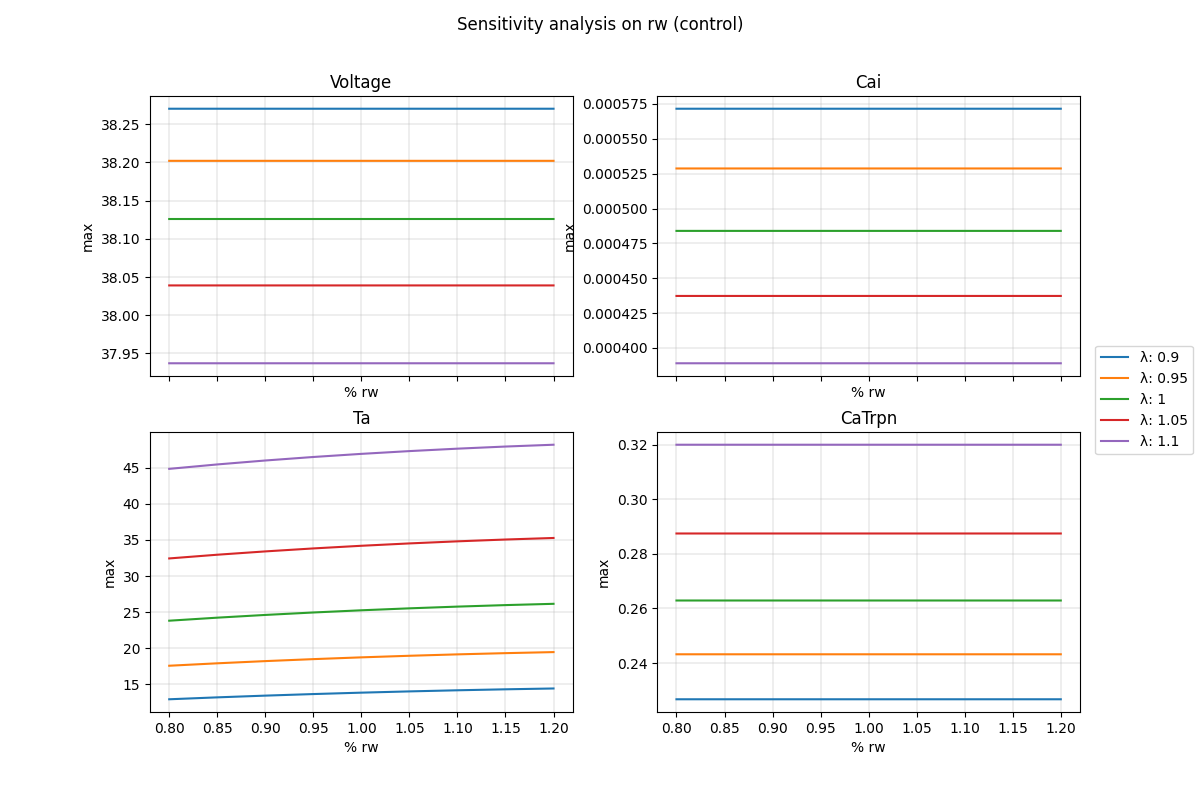 Sensitivity analysis on rw (control)
Voltage
38.25
38.20
38.15
38.10
38.05
38.00
37.95
max
% rw
Cai
0.000575
0.000550
0.000525
0.000500
0.000475
0.000450
0.000425
0.000400
max
% rw
λ: 0.9
λ: 0.95
λ: 1
λ: 1.05
λ: 1.1
Ta
45
40
35
30
25
20
15
max
0.80 0.85 0.90 0.95 1.00 1.05 1.10 1.15 1.20
% rw
CaTrpn
0.32
0.30
0.28
0.26
0.24
max
0.80 0.85 0.90 0.95 1.00 1.05 1.10 1.15 1.20
% rw